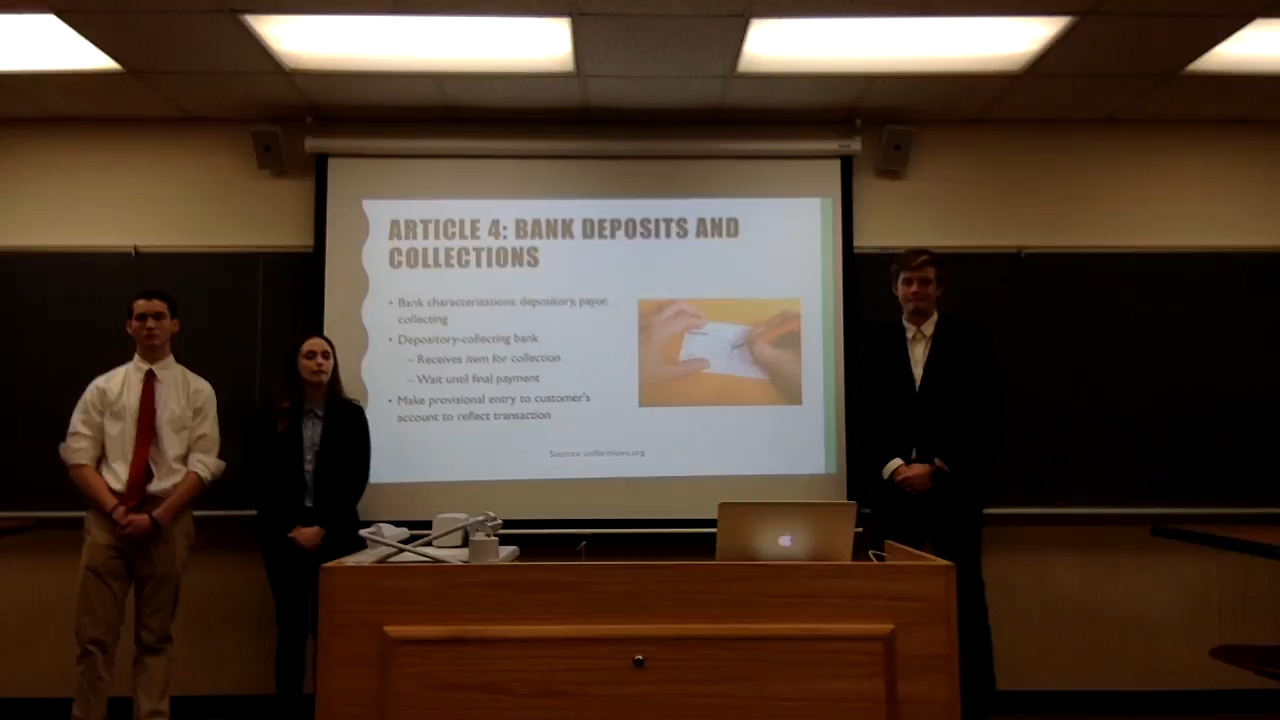 ARTICLE 4: BANK DEPOSITS AND
COLLECTIONS
• Bank characterizations: depository, payor,
collecting
• Depository-collecting bank
– Receives item for collection
– Wait until final payment
• Make provisional entry to customer's
account to reflect transaction
Sources: uniformlaws.org